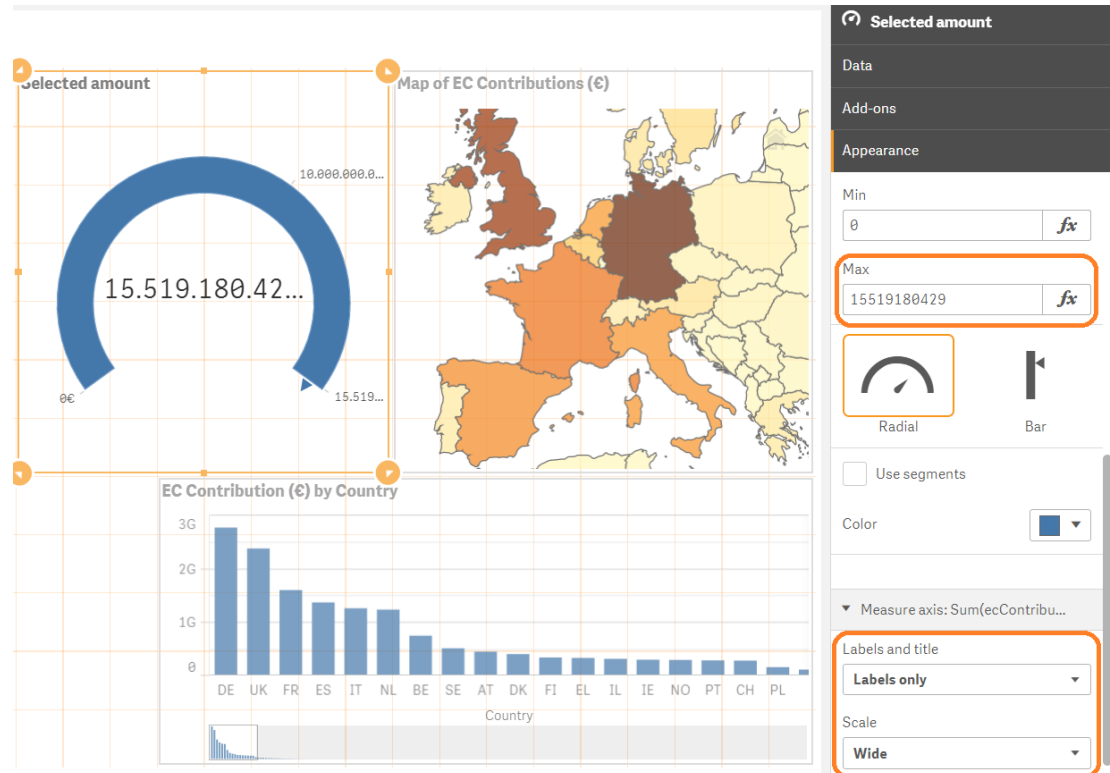 Selected amount
10.000.000.0...
15.519.180.42...
0€
15.519...
Map of EC Contributions (€)
EC Contribution (€) by Country
3G
2G
1G
0
DE UK FR ES IT NL BE SE AT DK FI EL IL IE NO PT CH PL
Country
Selected amount
Data
Add-ons
Appearance
Min
0 fx
Max
15519180429 fx
Radial Bar
Use segments
Color
Measure axis: Sum(ecContribu...
Labels and title
Labels only
Scale
Wide